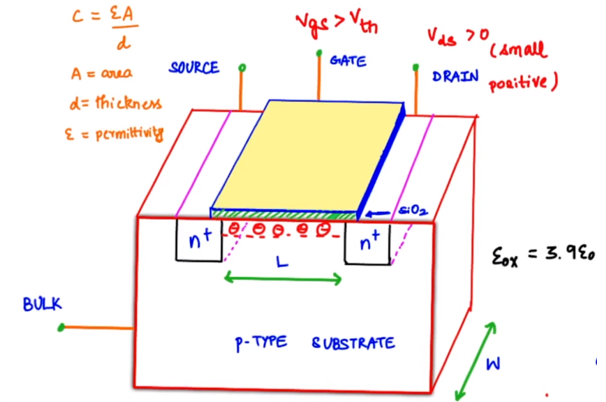 C = εA/d
A = area
d = thickness
ε = permittivity
Vgs > Vth
Vds > 0
(small
positive)
SOURCE
GATE
DRAIN
SiO2
n+
n+
L
εox = 3.9ε0
BULK
P-TYPE SUBSTRATE
W